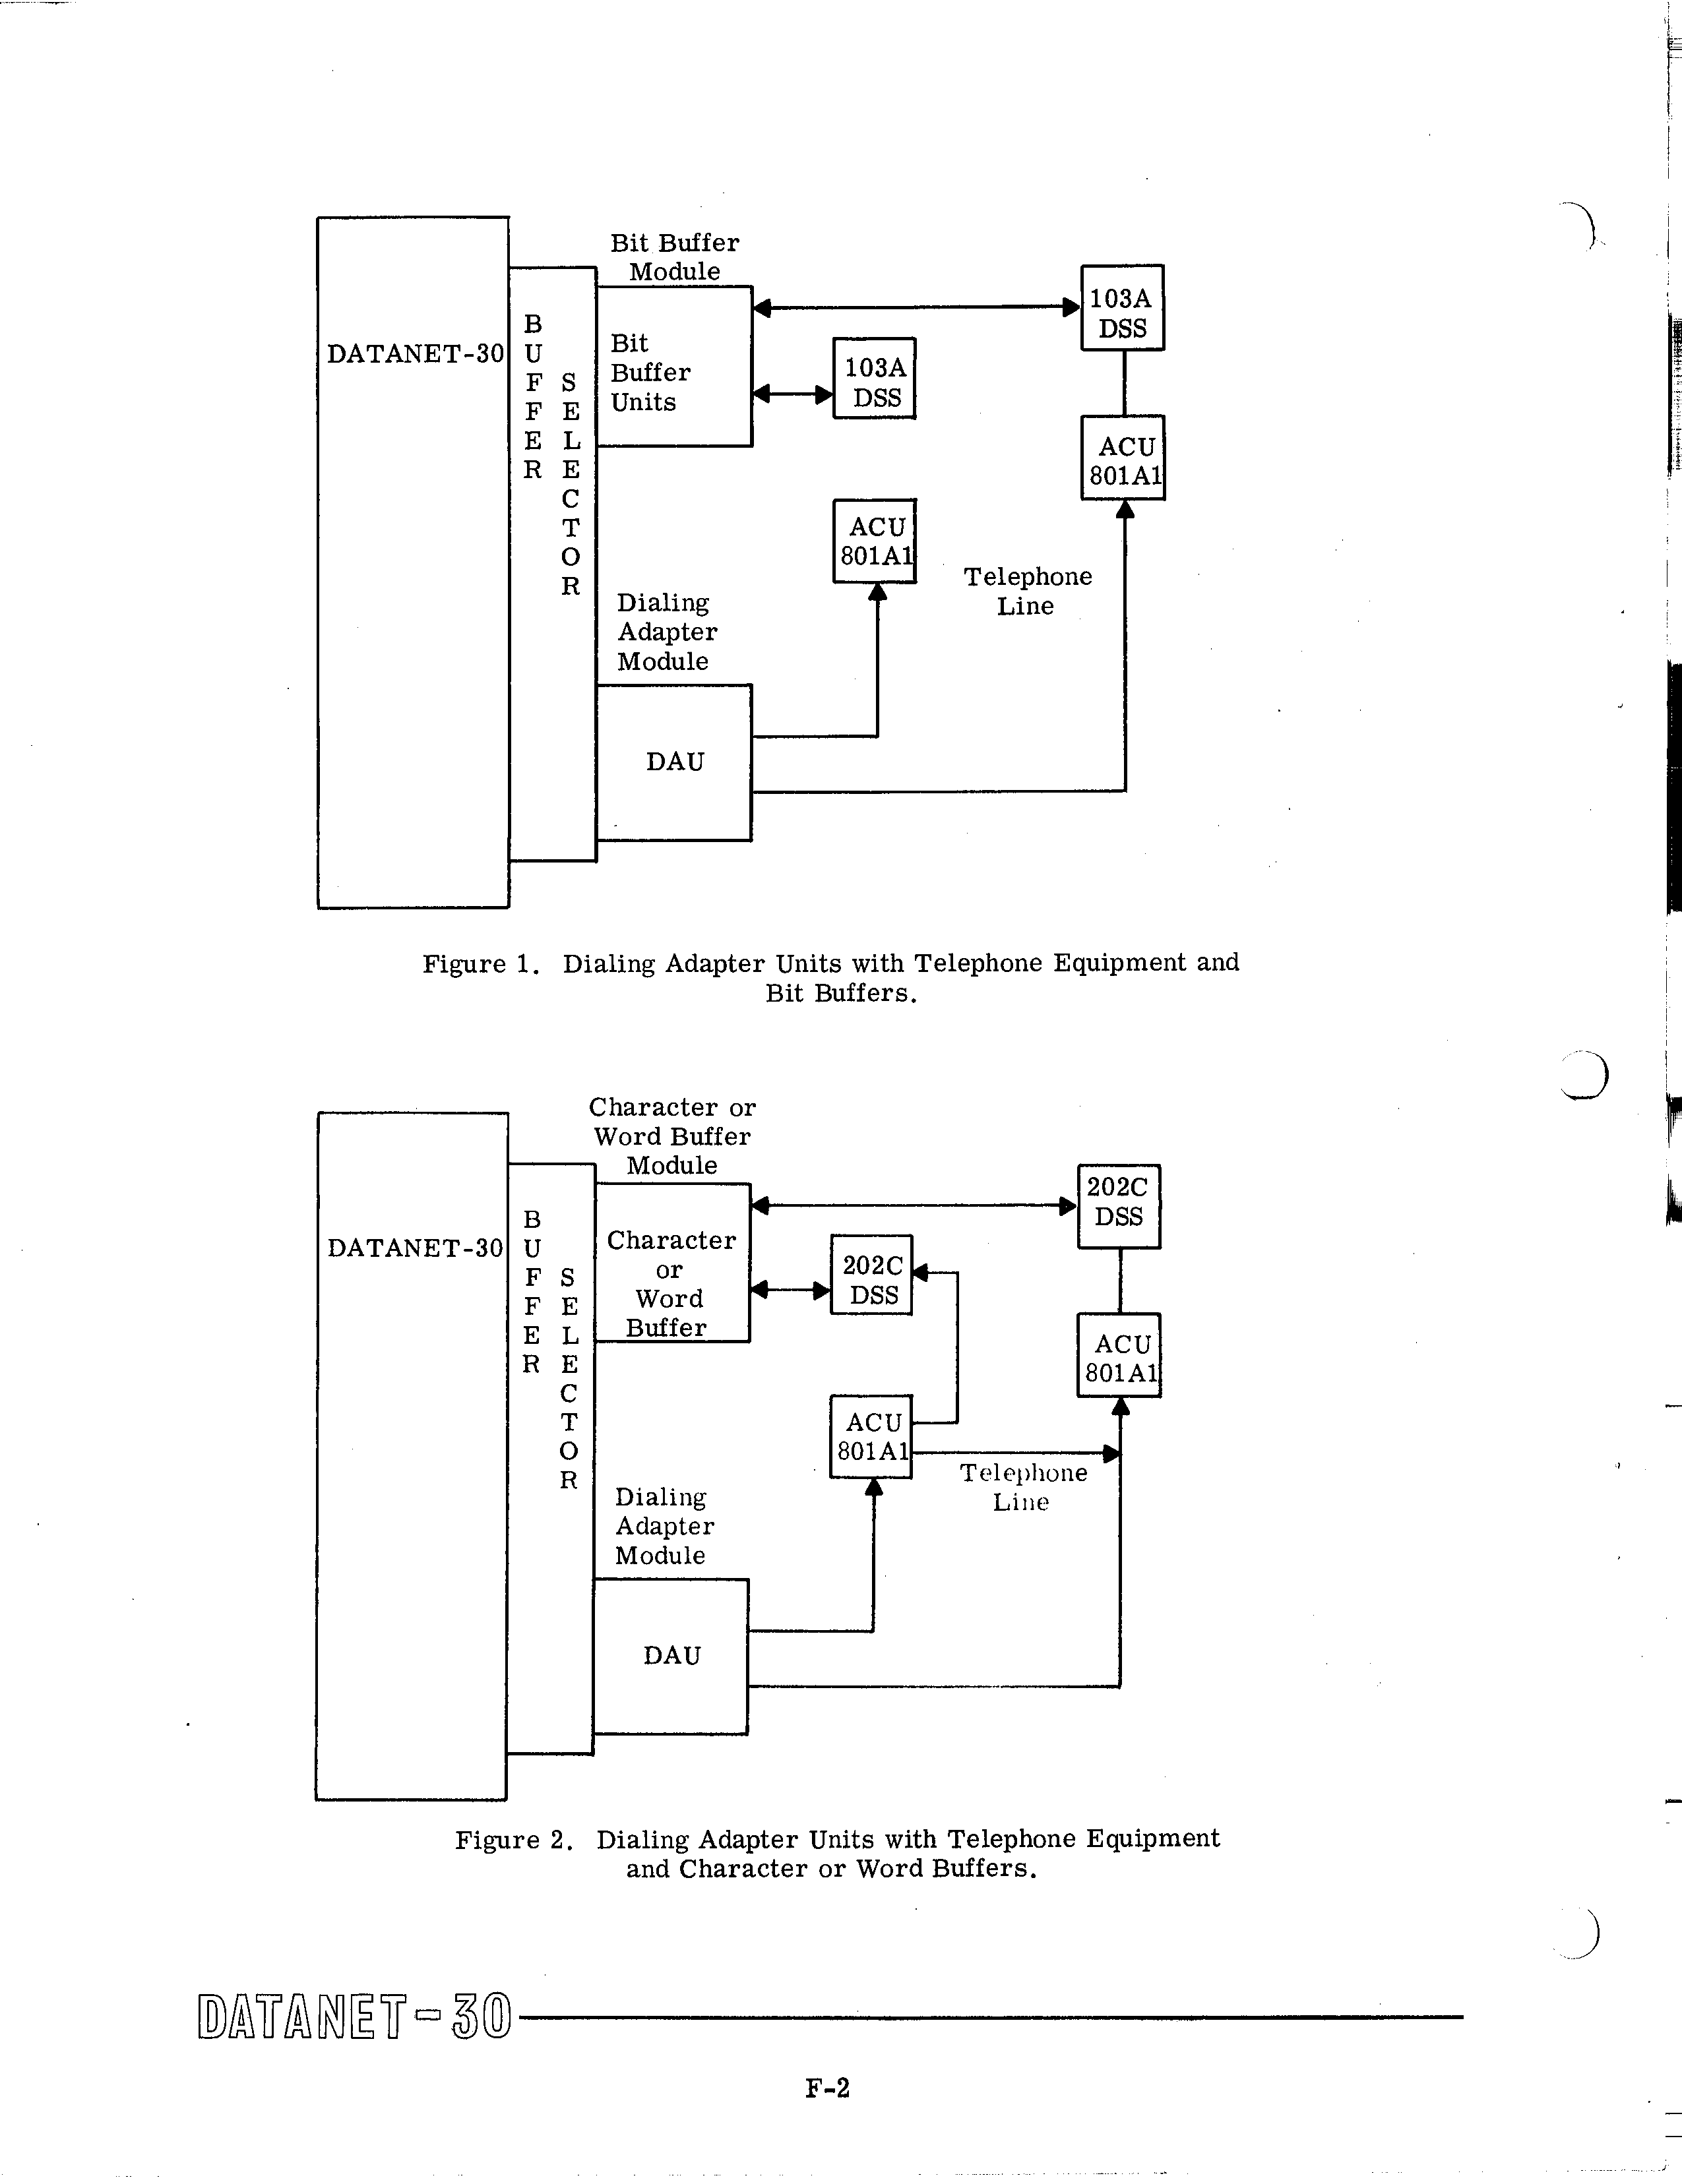 Bit Buffer
Module
DATANET-30
BUFFER
SELECTOR
Bit
Buffer
Units
103A
DSS
103A
DSS
ACU
801A1
ACU
801A1
Telephone
Line
Dialing
Adapter
Module
DAU
Figure 1. Dialing Adapter Units with Telephone Equipment and
Bit Buffers.
Character or
Word Buffer
Module
DATANET-30
BUFFER
SELECTOR
Character
or
Word
Buffer
202C
DSS
202C
DSS
ACU
801A1
ACU
801A1
Telephone
Line
Dialing
Adapter
Module
DAU
Figure 2. Dialing Adapter Units with Telephone Equipment
and Character or Word Buffers.
DATANET-30
F-2